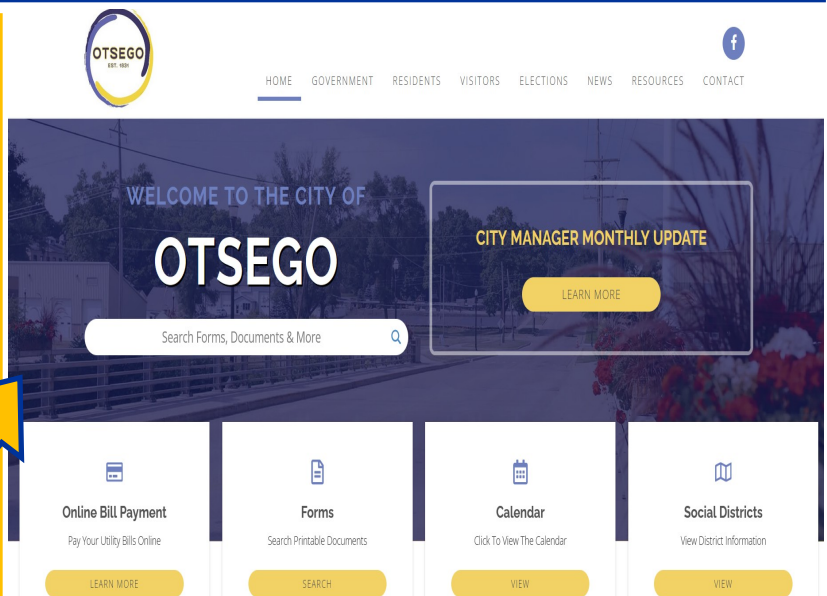 OTSEGO
EST. 1831
f
HOME GOVERNMENT RESIDENTS VISITORS ELECTIONS NEWS RESOURCES CONTACT
WELCOME TO THE CITY OF
OTSEGO
Search Forms, Documents & More
CITY MANAGER MONTHLY UPDATE
LEARN MORE
Online Bill Payment
Pay Your Utility Bills Online
LEARN MORE
Forms
Search Printable Documents
SEARCH
Calendar
Click To View The Calendar
VIEW
Social Districts
View District Information
VIEW